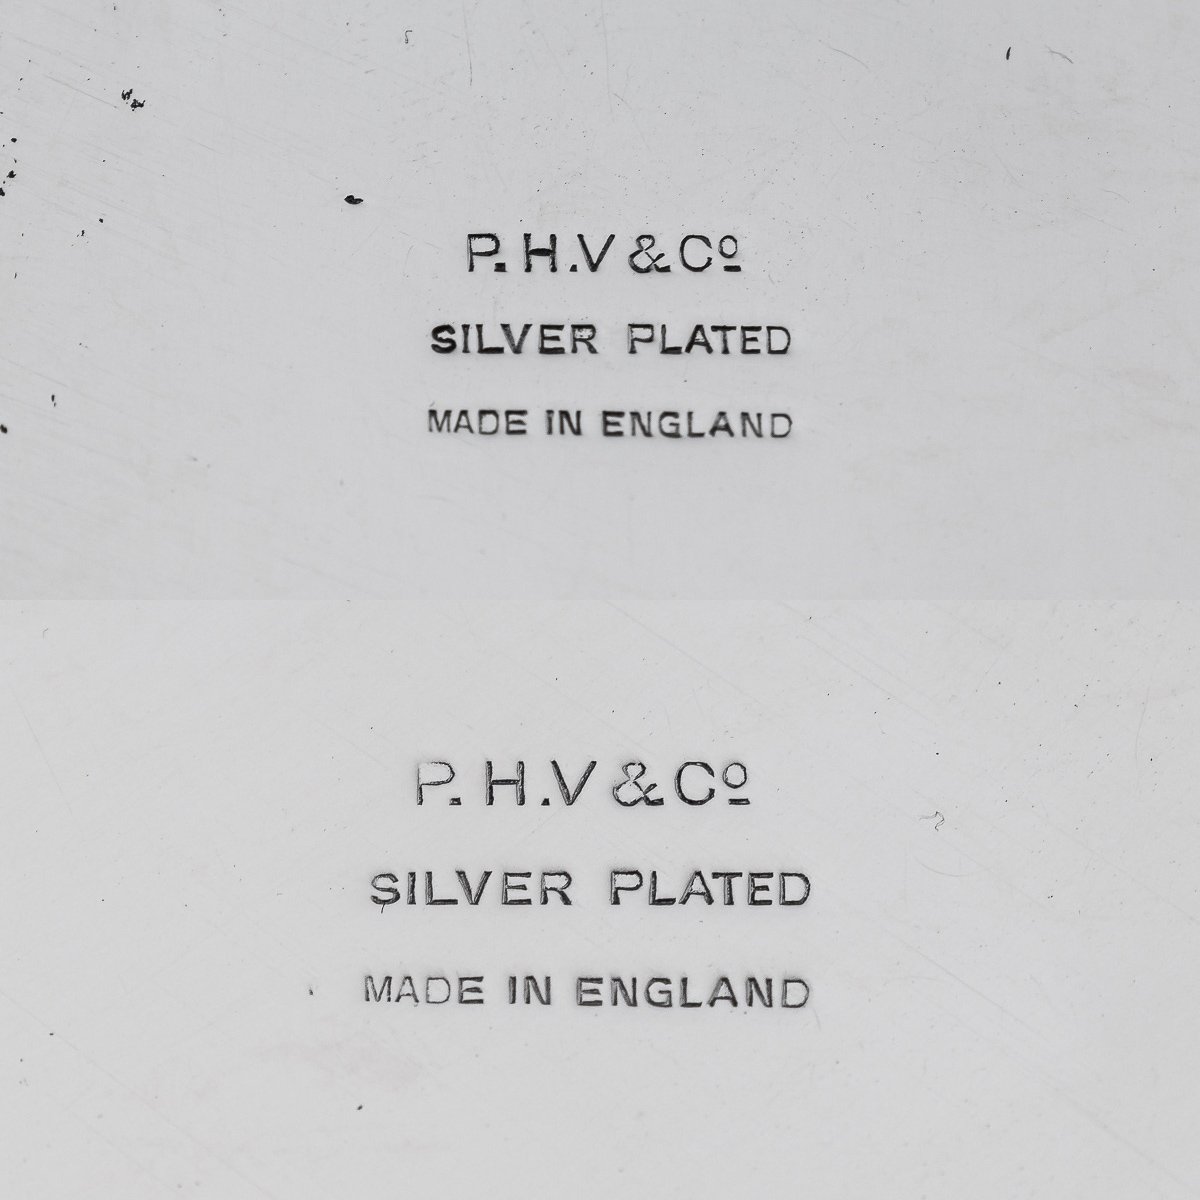 P. H. V & Cº
SILVER PLATED
MADE IN ENGLAND
P. H. V & Cº
SILVER PLATED
MADE IN ENGLAND